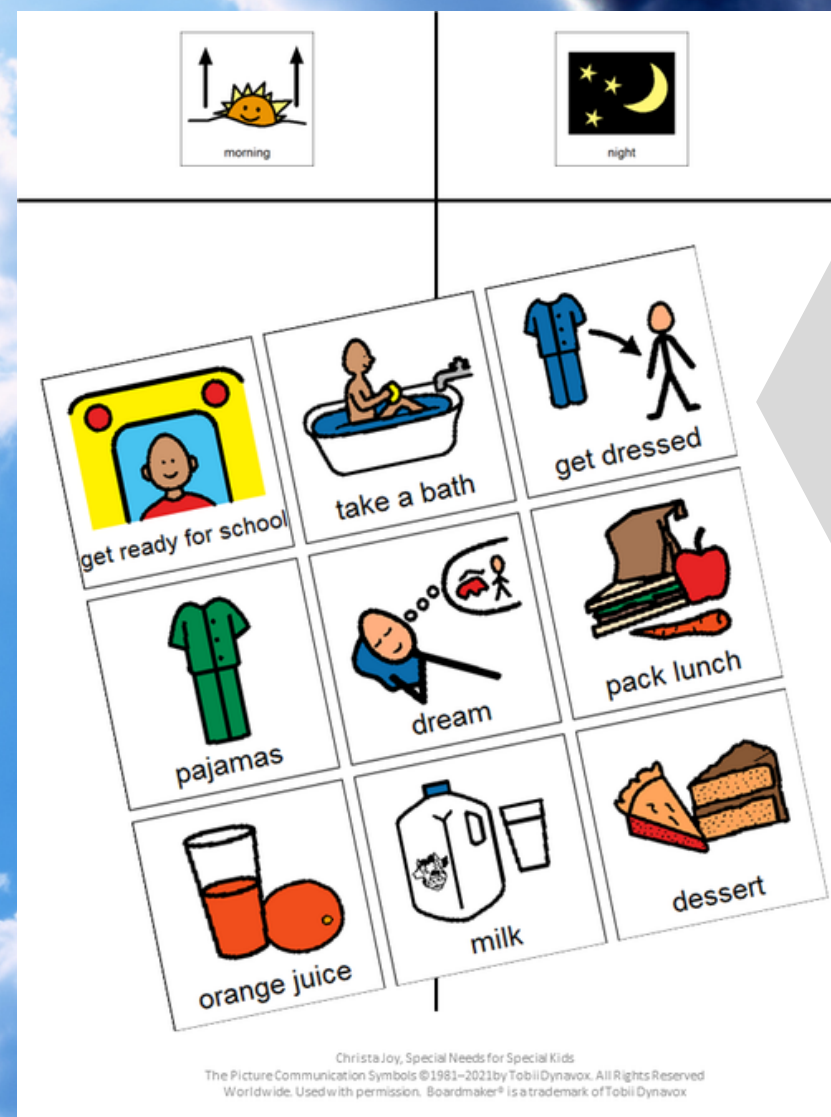 morning
night
get ready for school
take a bath
get dressed
pajamas
dream
pack lunch
orange juice
milk
dessert
Christa Joy, Special Needs for Special Kids
The Picture Communication Symbols ©1981–2021 by Tobii Dynavox. All Rights Reserved
Worldwide. Used with permission. Boardmaker® is a trademark of Tobii Dynavox